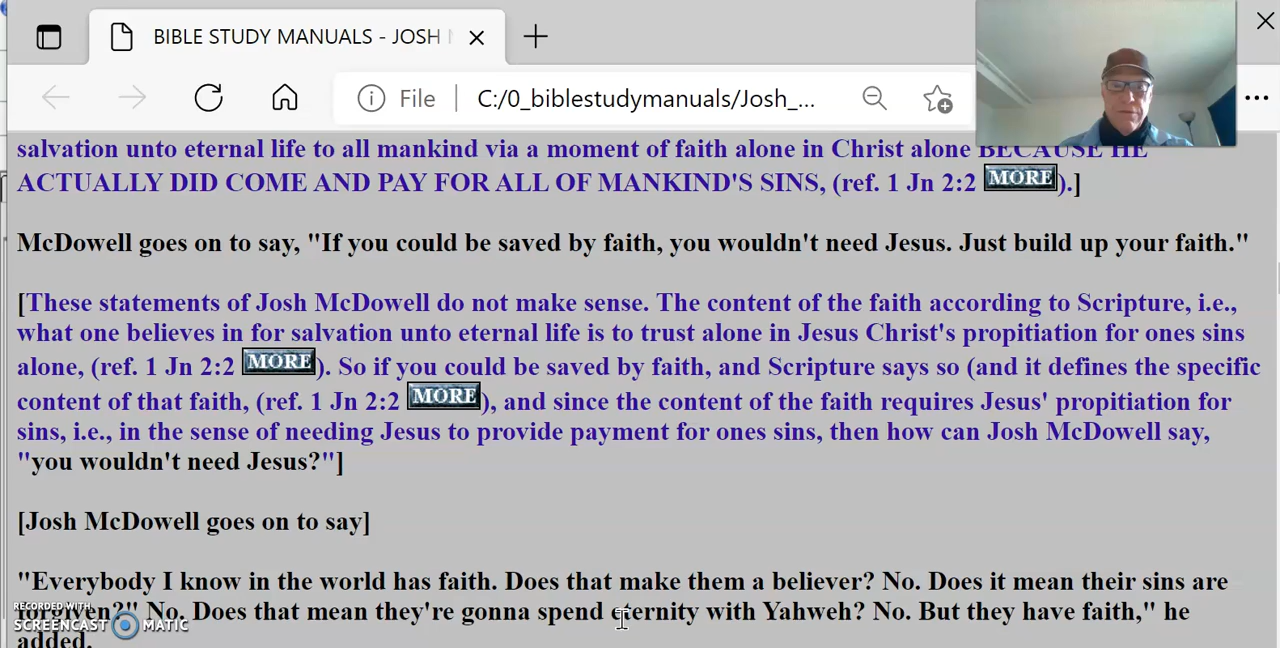 BIBLE STUDY MANUALS - JOSH
File
C:/0_biblestudymanuals/Josh_...
salvation unto eternal life to all mankind via a moment of faith alone in Christ alone BECAUSE HE
ACTUALLY DID COME AND PAY FOR ALL OF MANKIND'S SINS, (ref. 1 Jn 2:2 MORE).]
McDowell goes on to say, "If you could be saved by faith, you wouldn't need Jesus. Just build up your faith."
[These statements of Josh McDowell do not make sense. The content of the faith according to Scripture, i.e.,
what one believes in for salvation unto eternal life is to trust alone in Jesus Christ's propitiation for ones sins
alone, (ref. 1 Jn 2:2 MORE). So if you could be saved by faith, and Scripture says so (and it defines the specific
content of that faith, (ref. 1 Jn 2:2 MORE), and since the content of the faith requires Jesus' propitiation for
sins, i.e., in the sense of needing Jesus to provide payment for ones sins, then how can Josh McDowell say,
"you wouldn't need Jesus?"]
[Josh McDowell goes on to say]
"Everybody I know in the world has faith. Does that make them a believer? No. Does it mean their sins are
forgiven?" No. Does that mean they're gonna spend eternity with Yahweh? No. But they have faith," he
added.
RECORDED WITH
SCREENCAST MATIC